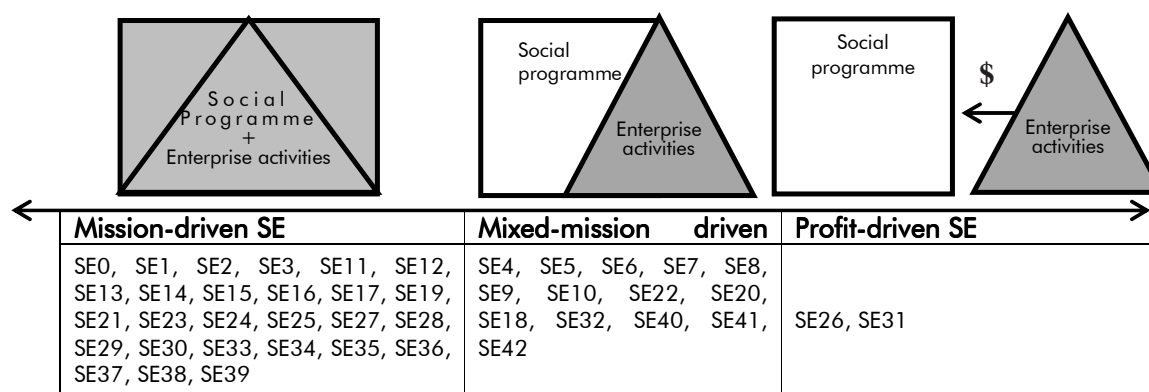 Social
Programme
+
Enterprise activities
Social
programme
Enterprise
activities
Social
programme
$
Enterprise
activities
Mission-driven SE
Mixed-mission driven
Profit-driven SE
SE0, SE1, SE2, SE3, SE11, SE12,
SE13, SE14, SE15, SE16, SE17, SE19,
SE21, SE23, SE24, SE25, SE27, SE28,
SE29, SE30, SE33, SE34, SE35, SE36,
SE37, SE38, SE39
SE4, SE5, SE6, SE7, SE8,
SE9, SE10, SE22, SE20,
SE18, SE32, SE40, SE41,
SE42
SE26, SE31